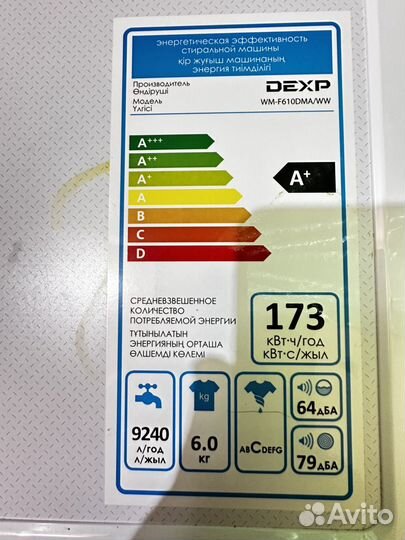 энергетическая эффективность
стиральной машины
кір жуғыш машинаның
энергия тиімділігі
Производитель
Өндіруші
DEXP
Модель
Үлгісі
WM-F610DMA/WW
A+++
A++
A+
A
B
C
D
A+
СРЕДНЕВЗВЕШЕННОЕ
КОЛИЧЕСТВО
ПОТРЕБЛЯЕМОЙ ЭНЕРГИИ
ТҰТЫНЫЛАТЫН
ЭНЕРГИЯНЫҢ ОРТАША
ӨЛШЕМДІ КӨЛЕМІ
173
кВт·ч/год
кВт·с/жыл
9240
л/год
л/жыл
kg
6.0
кг
ABCDEFG
64дБА
79дБА
Avito